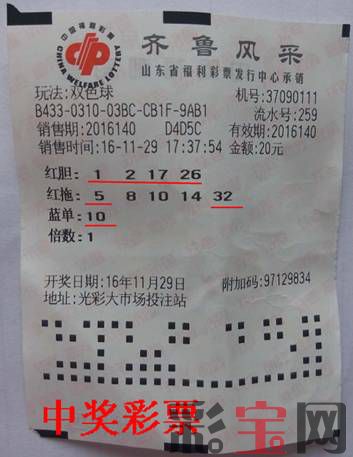 中国福利彩票
CHINA WELFARE LOTTERY
齐鲁风采
山东省福利彩票发行中心承销
玩法:双色球 机号:37090111
B433-0310-03BC-CB1F-9AB1 流水号:259
销售期:2016140 D4D5C 有效期:2016140
销售时间:16-11-29 17:37:54 金额:20元
红胆: 1 2 17 26
红拖: 5 8 10 14 32
蓝单:10
倍数:1
开奖日期:16年11月29日 附加码:97129834
地址:光彩大市场投注站
中奖彩票
彩宝网